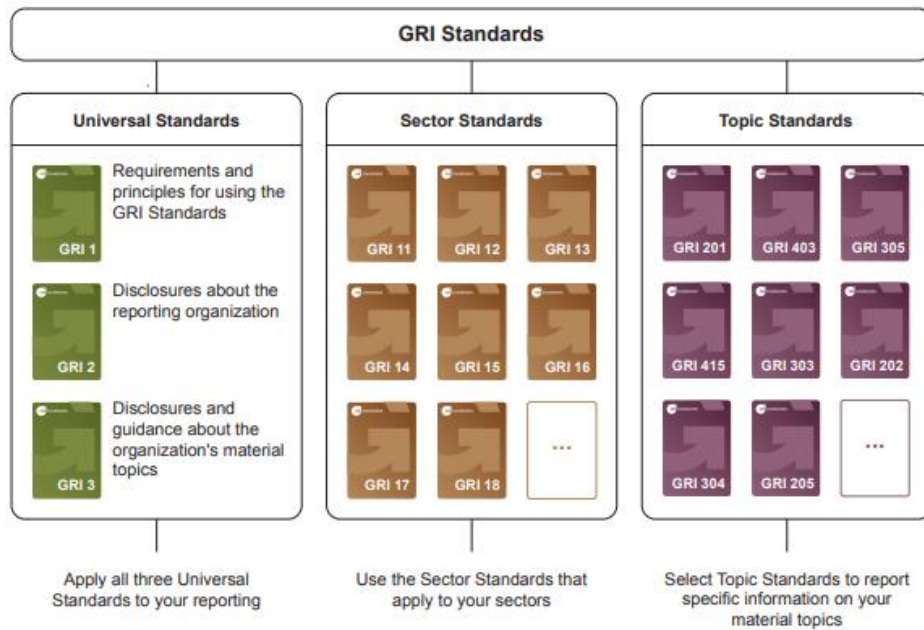 GRI Standards
Universal Standards
GRI 1
Requirements and
principles for using the
GRI Standards
GRI 2
Disclosures about the
reporting organization
GRI 3
Disclosures and
guidance about the
organization's material
topics
Apply all three Universal
Standards to your reporting
Sector Standards
GRI 11 GRI 12 GRI 13
GRI 14 GRI 15 GRI 16
GRI 17 GRI 18 ...
Use the Sector Standards that
apply to your sectors
Topic Standards
GRI 201 GRI 403 GRI 305
GRI 415 GRI 303 GRI 202
GRI 304 GRI 205 ...
Select Topic Standards to report
specific information on your
material topics